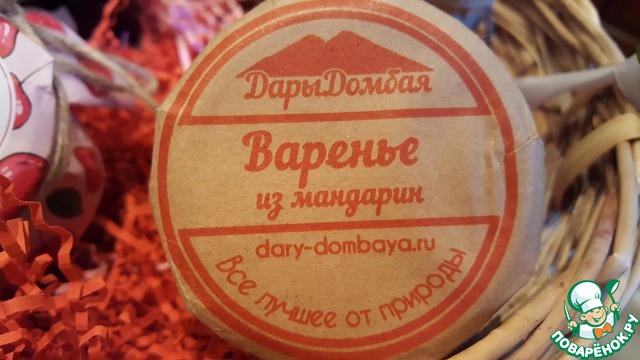 ДарыДомбая
Варенье
из мандарин
dary-dombaya.ru
Все лучшее от природы
ПОВАРЁНОК.РУ